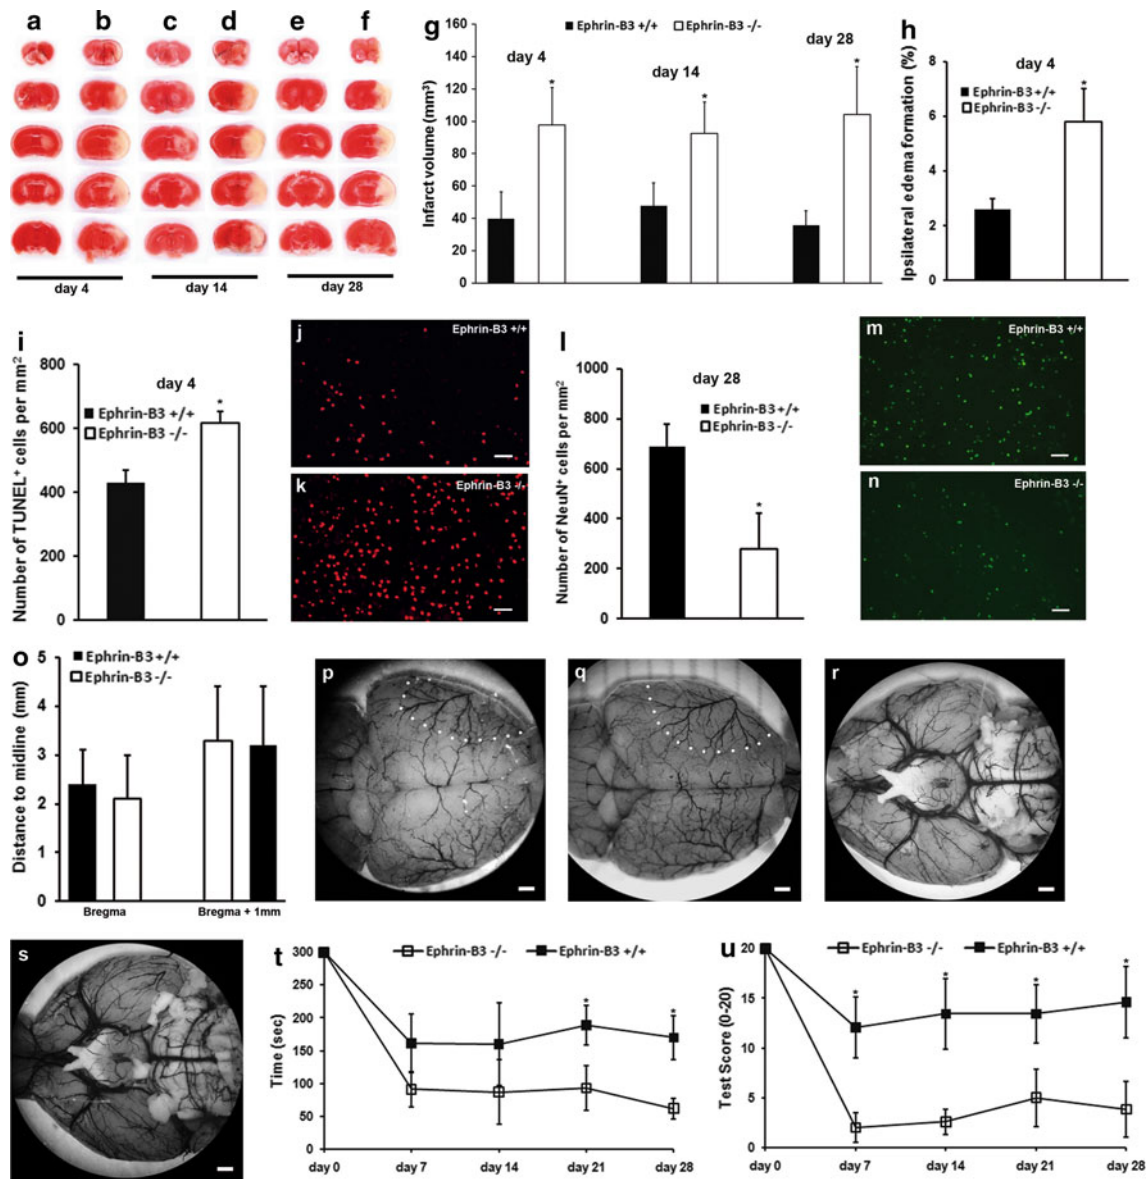 a b c d e f
day 4 day 14 day 28
g
Ephrin-B3 +/+ Ephrin-B3 -/-
day 4
day 14
day 28
Infarct volume (mm³)
160
140
120
100
80
60
40
20
0
* * *
h
day 4
Ephrin-B3 +/+
Ephrin-B3 -/-
Ipsilateral edema formation (%)
8
6
4
2
0
*
i
day 4
Ephrin-B3 +/+
Ephrin-B3 -/-
Number of TUNEL⁺ cells per mm²
800
600
400
200
0
*
j
Ephrin-B3 +/+
k
Ephrin-B3 -/-
l
day 28
Ephrin-B3 +/+
Ephrin-B3 -/-
Number of NeuN⁺ cells per mm²
1000
800
600
400
200
0
*
m
Ephrin-B3 +/+
n
Ephrin-B3 -/-
o
Ephrin-B3 +/+
Ephrin-B3 -/-
Distance to midline (mm)
5
4
3
2
1
0
Bregma Bregma + 1mm
p
q
r
s
t
Ephrin-B3 -/- Ephrin-B3 +/+
Time (sec)
300
250
200
150
100
50
0
* *
day 0 day 7 day 14 day 21 day 28
u
Ephrin-B3 -/- Ephrin-B3 +/+
Test Score (0-20)
20
15
10
5
0
* * * *
day 0 day 7 day 14 day 21 day 28